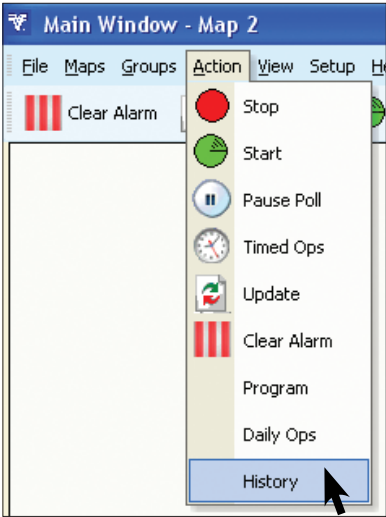 Main Window - Map 2
File Maps Groups Action View Setup
Clear Alarm
Stop
Start
Pause Poll
Timed Ops
Update
Clear Alarm
Program
Daily Ops
History